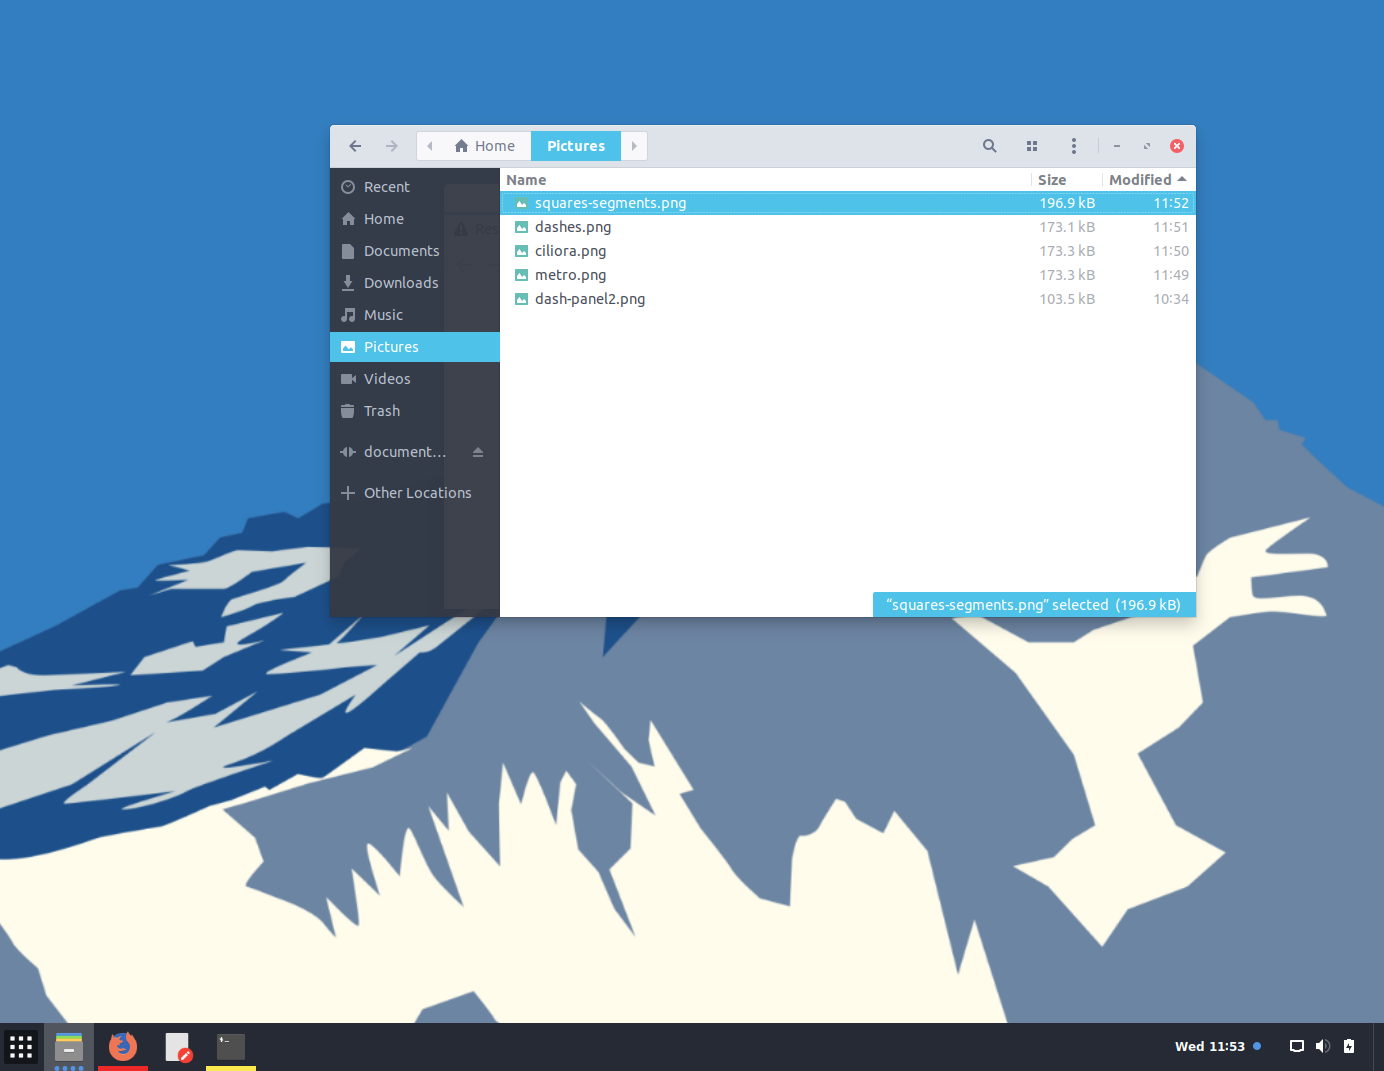 Home
Pictures
Recent
Home
Documents
Downloads
Music
Pictures
Videos
Trash
document...
Other Locations
Name Size Modified
squares-segments.png 196.9 kB 11:52
dashes.png 173.1 kB 11:51
ciliora.png 173.3 kB 11:50
metro.png 173.3 kB 11:49
dash-panel2.png 103.5 kB 10:34
“squares-segments.png” selected (196.9 kB)
Wed 11:53